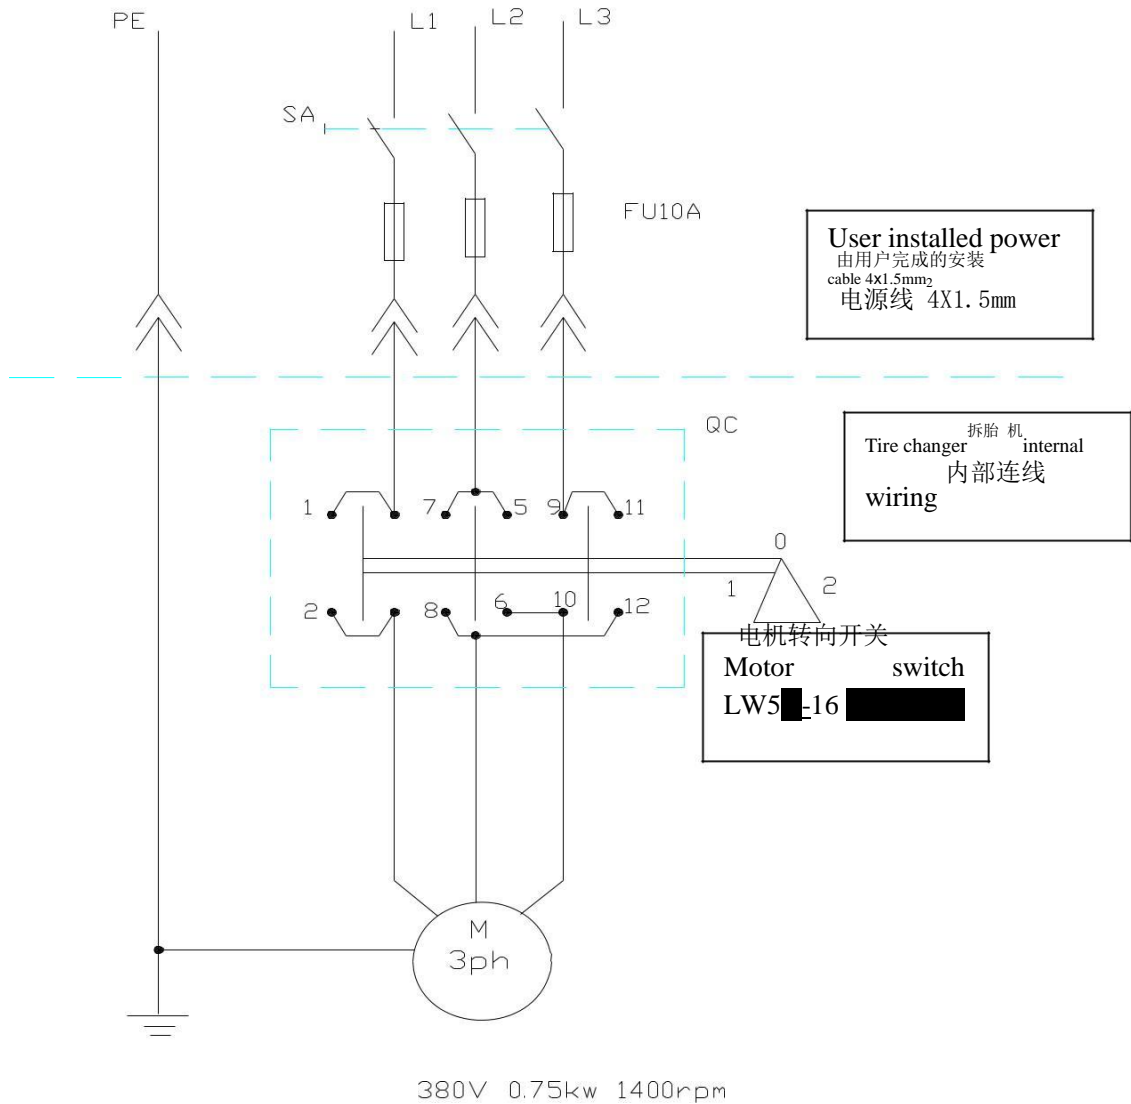 PE
L1
L2
L3
SA
FU10A
User installed power
由用户完成的安装
cable 4x1.5mm2
电源线 4X1.5mm
QC
拆胎 机
Tire changer internal
内部连线
wiring
1 7 5 9 11
0
1 2
2 8 6 10 12
电机转向开关
Motor switch
LW5 -16
M
3ph
380V 0.75kw 1400rpm